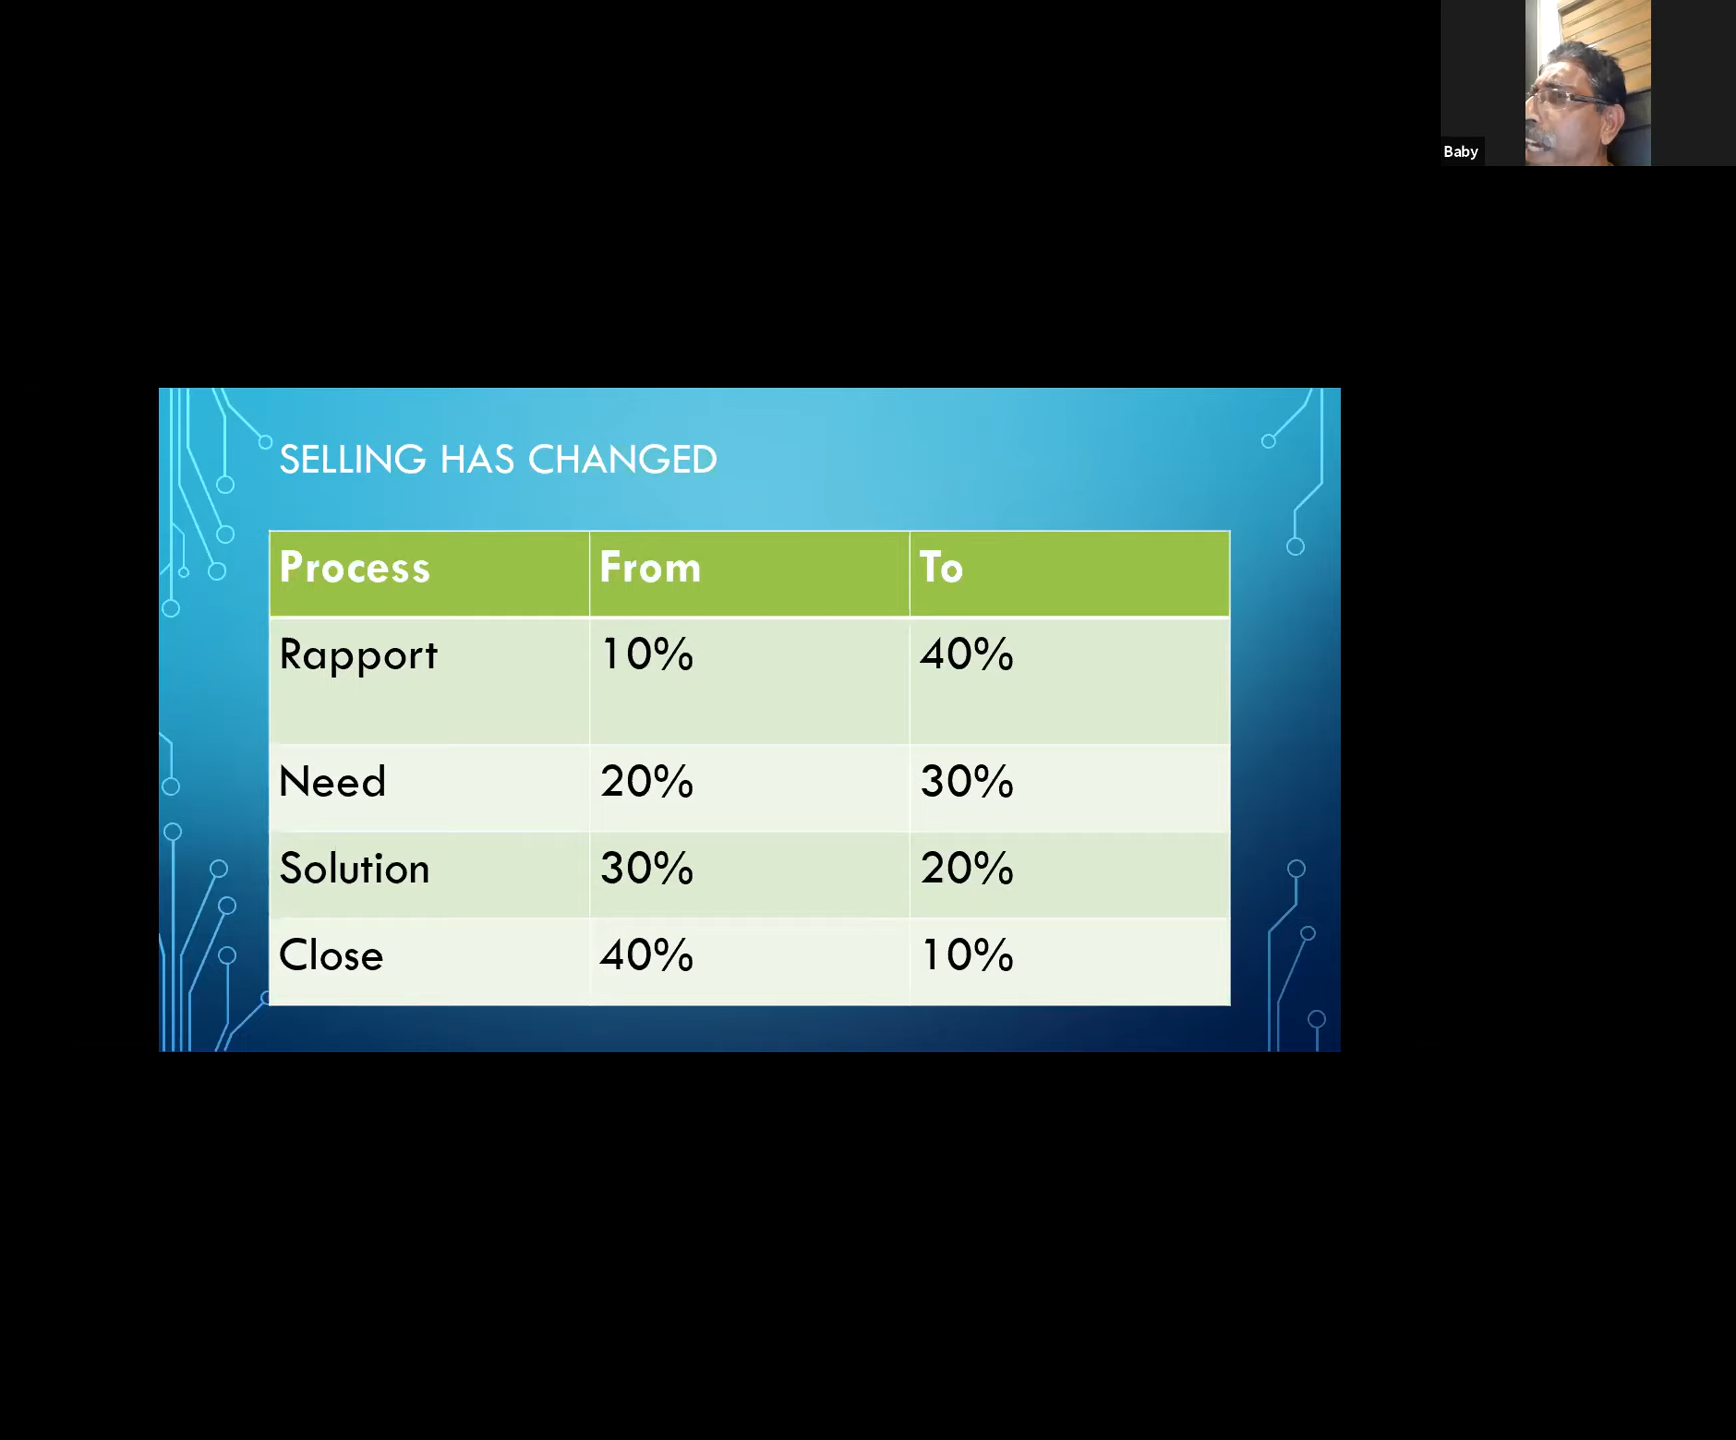 Baby
SELLING HAS CHANGED
Process From To
Rapport 10% 40%
Need 20% 30%
Solution 30% 20%
Close 40% 10%